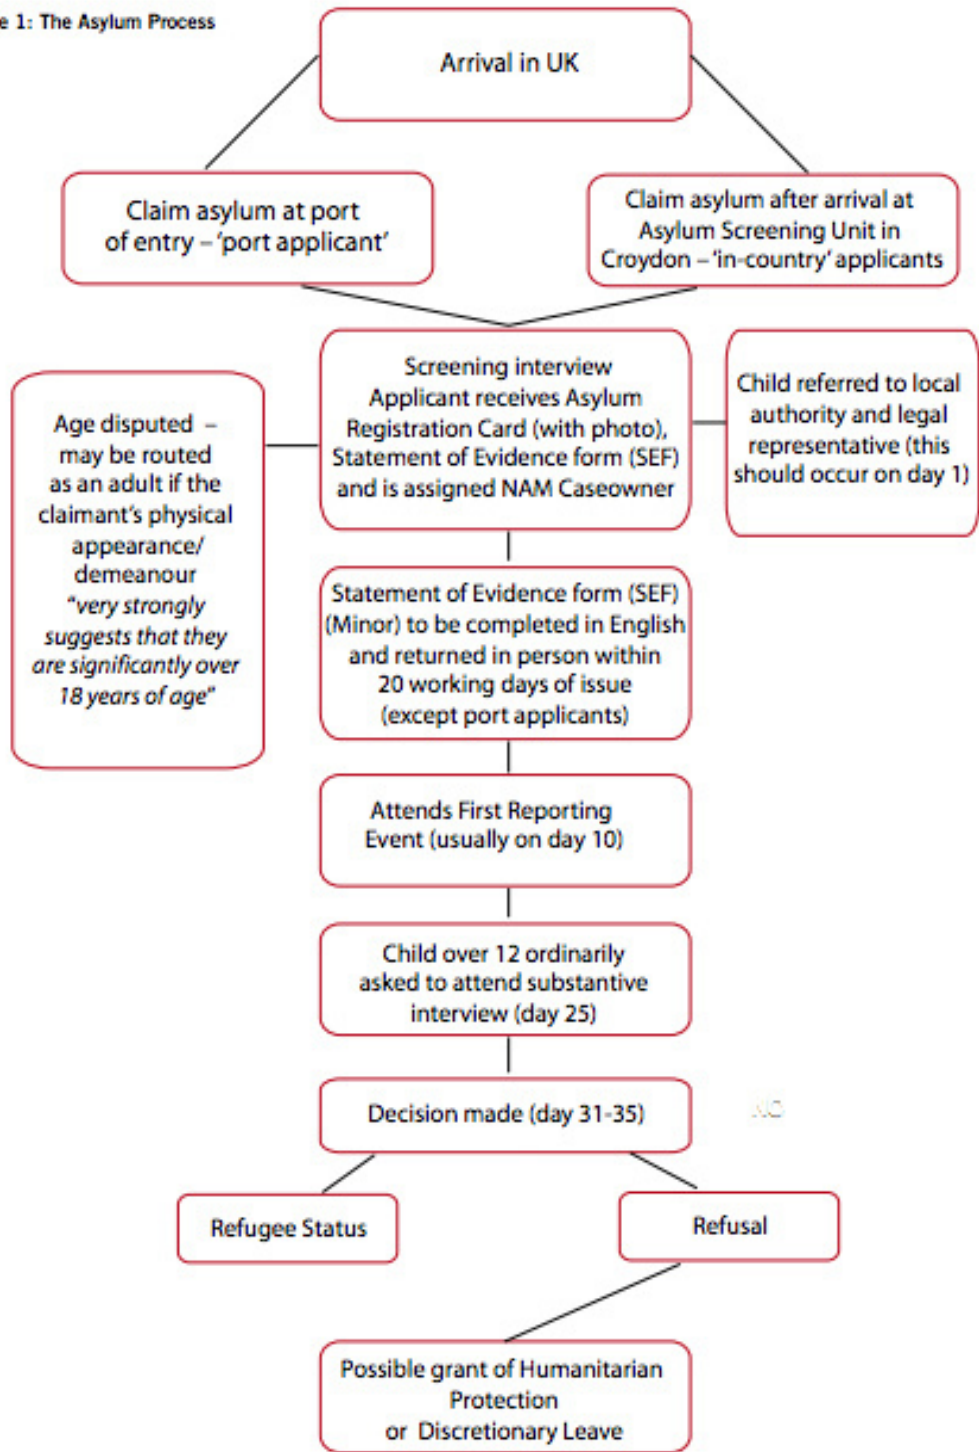 e 1: The Asylum Process
Arrival in UK
Claim asylum at port
of entry – ‘port applicant’
Claim asylum after arrival at
Asylum Screening Unit in
Croydon – ‘in-country’ applicants
Screening interview
Applicant receives Asylum
Registration Card (with photo),
Statement of Evidence form (SEF)
and is assigned NAM Caseowner
Age disputed –
may be routed
as an adult if the
claimant’s physical
appearance/
demeanour
“very strongly
suggests that they
are significantly over
18 years of age”
Child referred to local
authority and legal
representative (this
should occur on day 1)
Statement of Evidence form (SEF)
(Minor) to be completed in English
and returned in person within
20 working days of issue
(except port applicants)
Attends First Reporting
Event (usually on day 10)
Child over 12 ordinarily
asked to attend substantive
interview (day 25)
Decision made (day 31-35)
Refugee Status
Refusal
Possible grant of Humanitarian
Protection
or Discretionary Leave